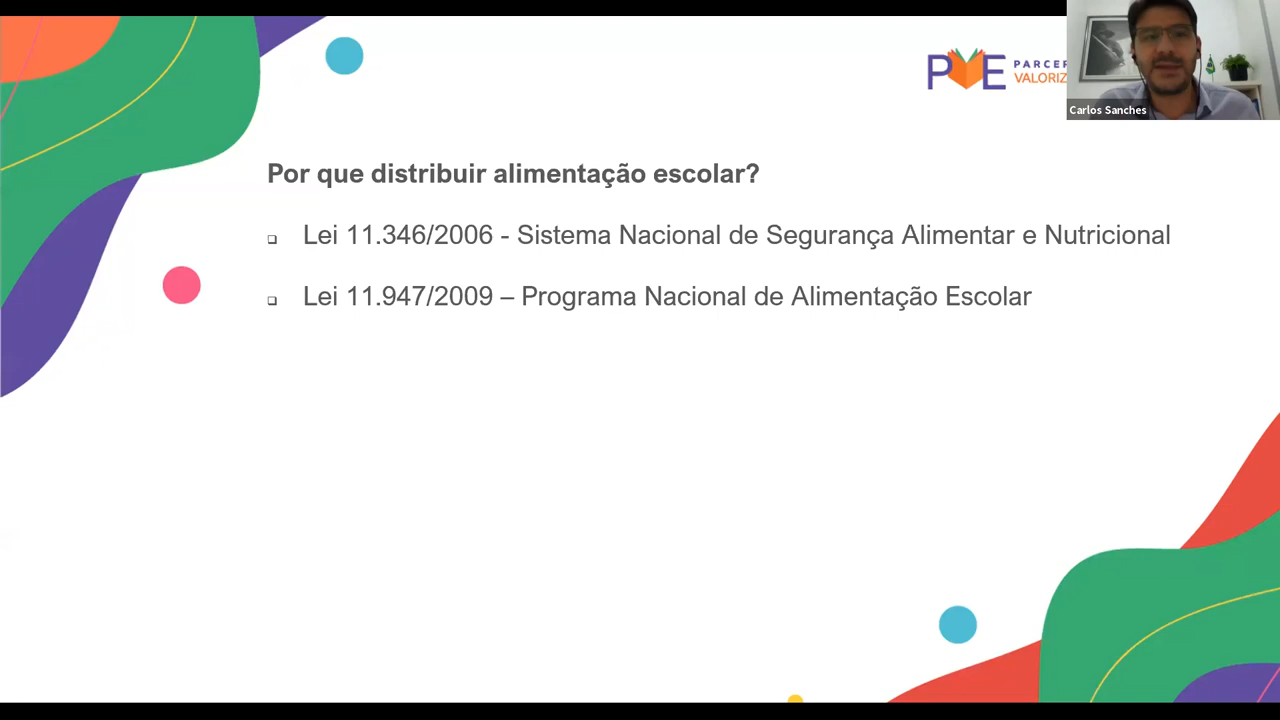 PVE
PARCER
VALORIZ
Carlos Sanches
Por que distribuir alimentação escolar?
Lei 11.346/2006 - Sistema Nacional de Segurança Alimentar e Nutricional
Lei 11.947/2009 – Programa Nacional de Alimentação Escolar